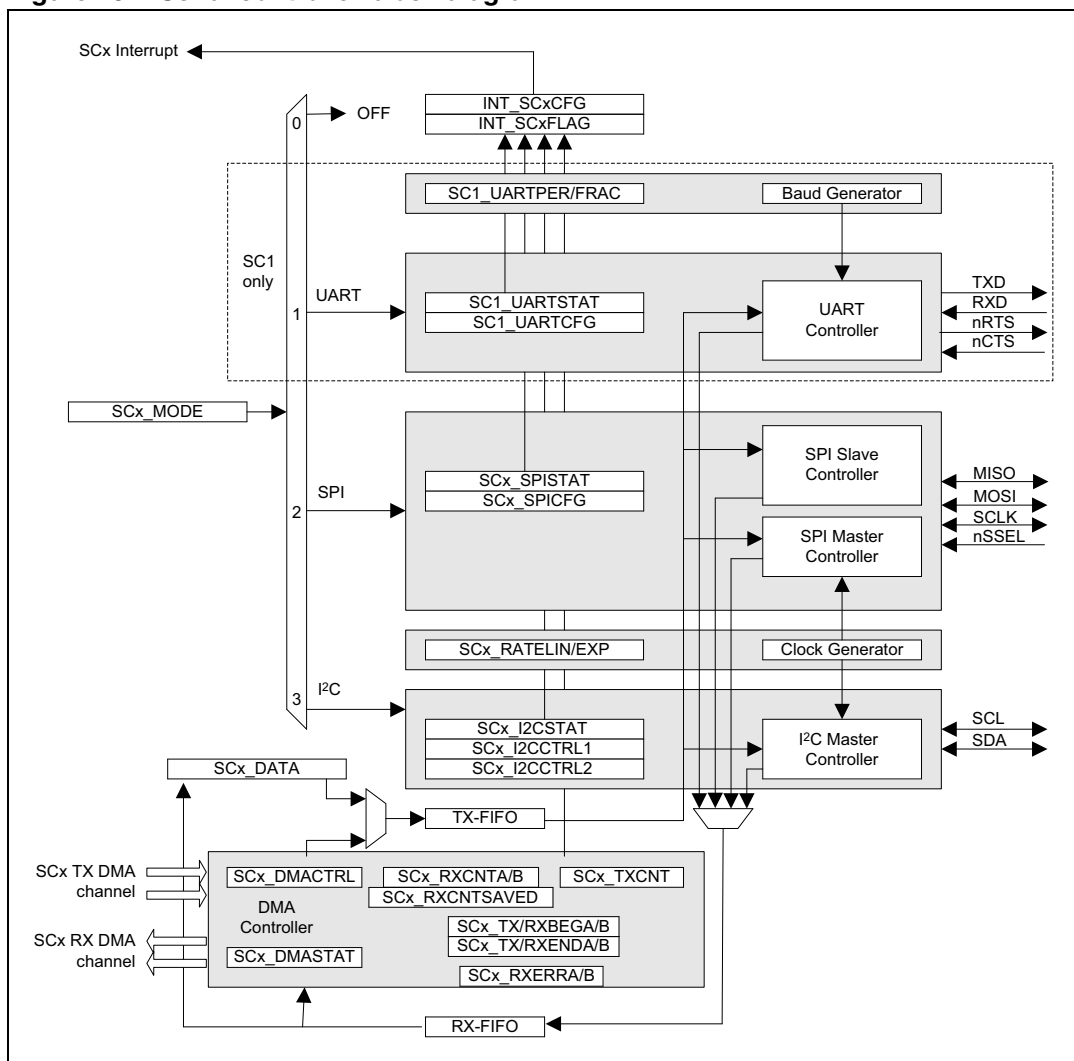 SCx Interrupt
INT_SCxCFG
INT_SCxFLAG
0
OFF
SC1_UARTPER/FRAC
Baud Generator
SC1
only
1
UART
SC1_UARTSTAT
SC1_UARTCFG
UART
Controller
TXD
RXD
nRTS
nCTS
SCx_MODE
2
SPI
SCx_SPISTAT
SCx_SPICFG
SPI Slave
Controller
SPI Master
Controller
MISO
MOSI
SCLK
nSSEL
SCx_RATELIN/EXP
Clock Generator
3
I²C
SCx_I2CSTAT
SCx_I2CCTRL1
SCx_I2CCTRL2
I²C Master
Controller
SCL
SDA
SCx_DATA
TX-FIFO
SCx TX DMA
channel
SCx RX DMA
channel
SCx_DMACTRL
DMA
Controller
SCx_DMASTAT
SCx_RXCNTA/B
SCx_RXCNTSAVED
SCx_TXCNT
SCx_TX/RXBEGA/B
SCx_TX/RXENDA/B
SCx_RXERRA/B
RX-FIFO